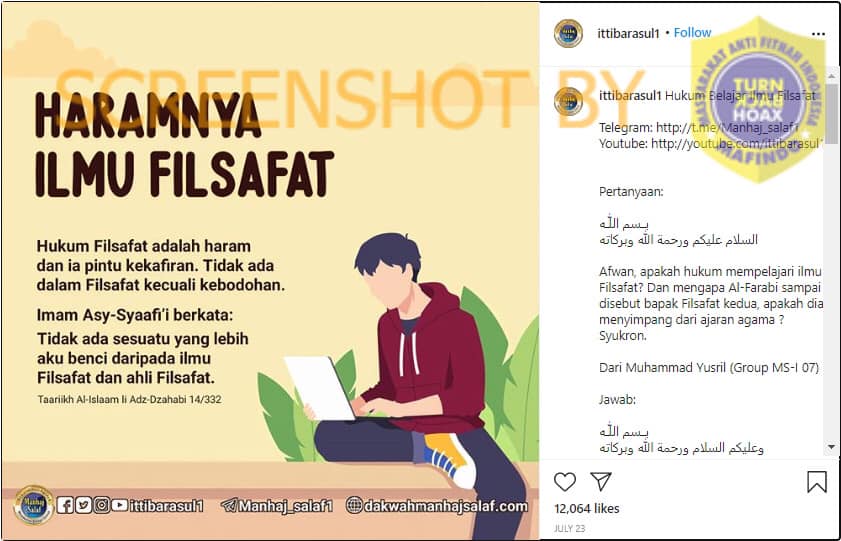 SCREENSHOT BY
HARAMNYA
ILMU FILSAFAT
Hukum Filsafat adalah haram
dan ia pintu kekafiran. Tidak ada
dalam Filsafat kecuali kebodohan.
Imam Asy-Syaafi'i berkata:
Tidak ada sesuatu yang lebih
aku benci daripada ilmu
Filsafat dan ahli Filsafat.
Taariikh Al-Islaam li Adz-Dzahabi 14/332
Manhaj
Salaf
ittibarasul1
Manhaj_salaf1
dakwahmanhajsalaf.com
ittibarasul1 • Follow
MASYARAKAT ANTI FITNAH INDONESIA
TURN
BACK
HOAX
MAFINDO
ittibarasul1 Hukum Belajar Ilmu Filsafat
Telegram: http://t.me/Manhaj_salaf1
Youtube: http://youtube.com/ittibarasul1
Pertanyaan:
بِسْمِ اللَّهِ
السلام عليكم ورحمة الله وبركاته
Afwan, apakah hukum mempelajari ilmu
Filsafat? Dan mengapa Al-Farabi sampai
disebut bapak Filsafat kedua, apakah dia
menyimpang dari ajaran agama ?
Syukron.
Dari Muhammad Yusril (Group MS-I 07)
Jawab:
بِسْمِ اللَّهِ
وعليكم السلام ورحمة الله وبركاته
12,064 likes
JULY 23